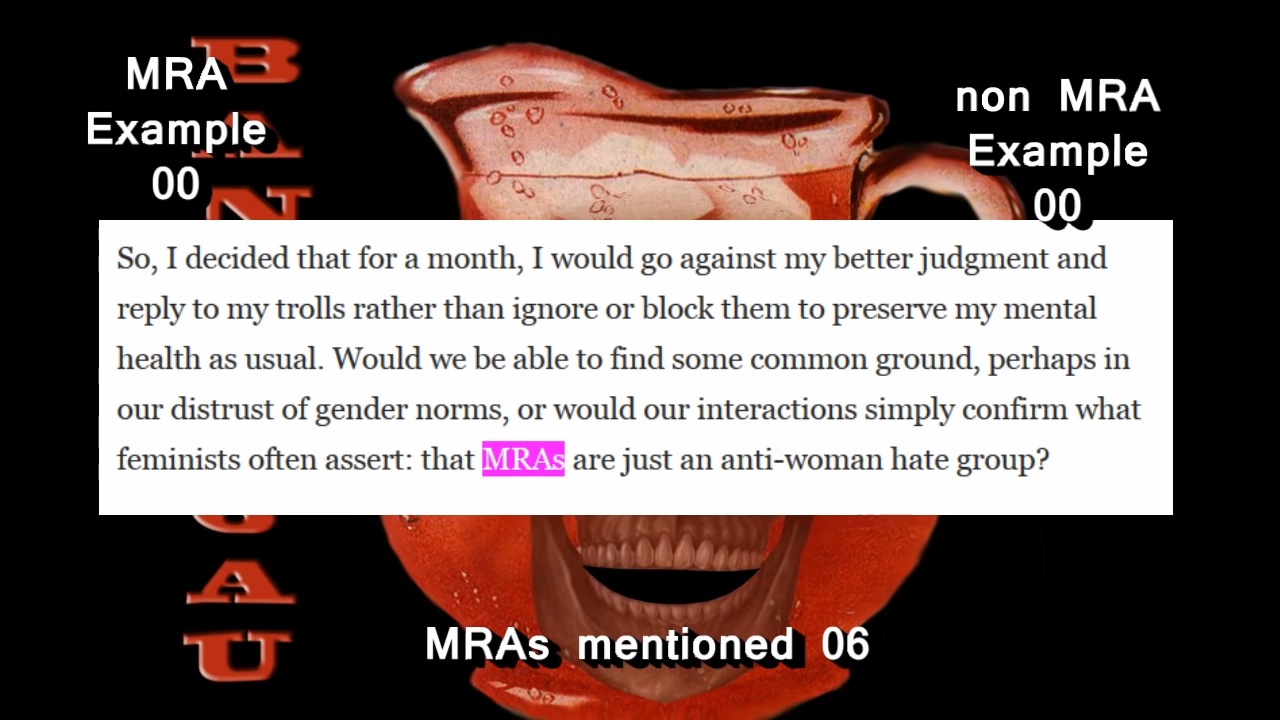 MRA
Example
00
non MRA
Example
00
So, I decided that for a month, I would go against my better judgment and
reply to my trolls rather than ignore or block them to preserve my mental
health as usual. Would we be able to find some common ground, perhaps in
our distrust of gender norms, or would our interactions simply confirm what
feminists often assert: that MRAs are just an anti-woman hate group?
MRAs mentioned 06